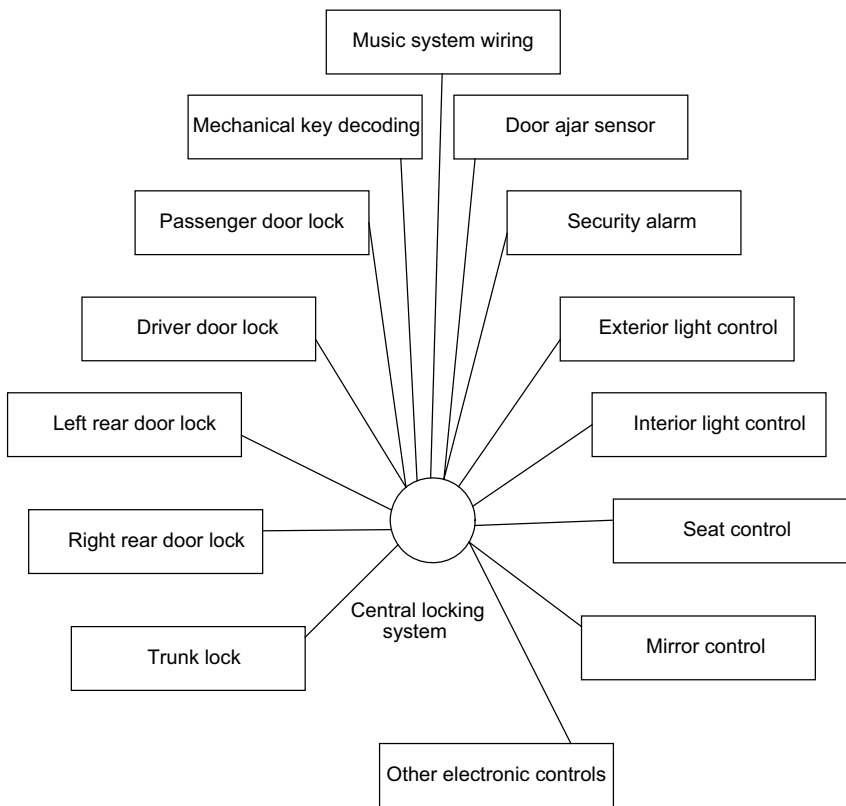 Music system wiring
Mechanical key decoding
Door ajar sensor
Passenger door lock
Security alarm
Driver door lock
Exterior light control
Left rear door lock
Interior light control
Right rear door lock
Seat control
Central locking
system
Trunk lock
Mirror control
Other electronic controls